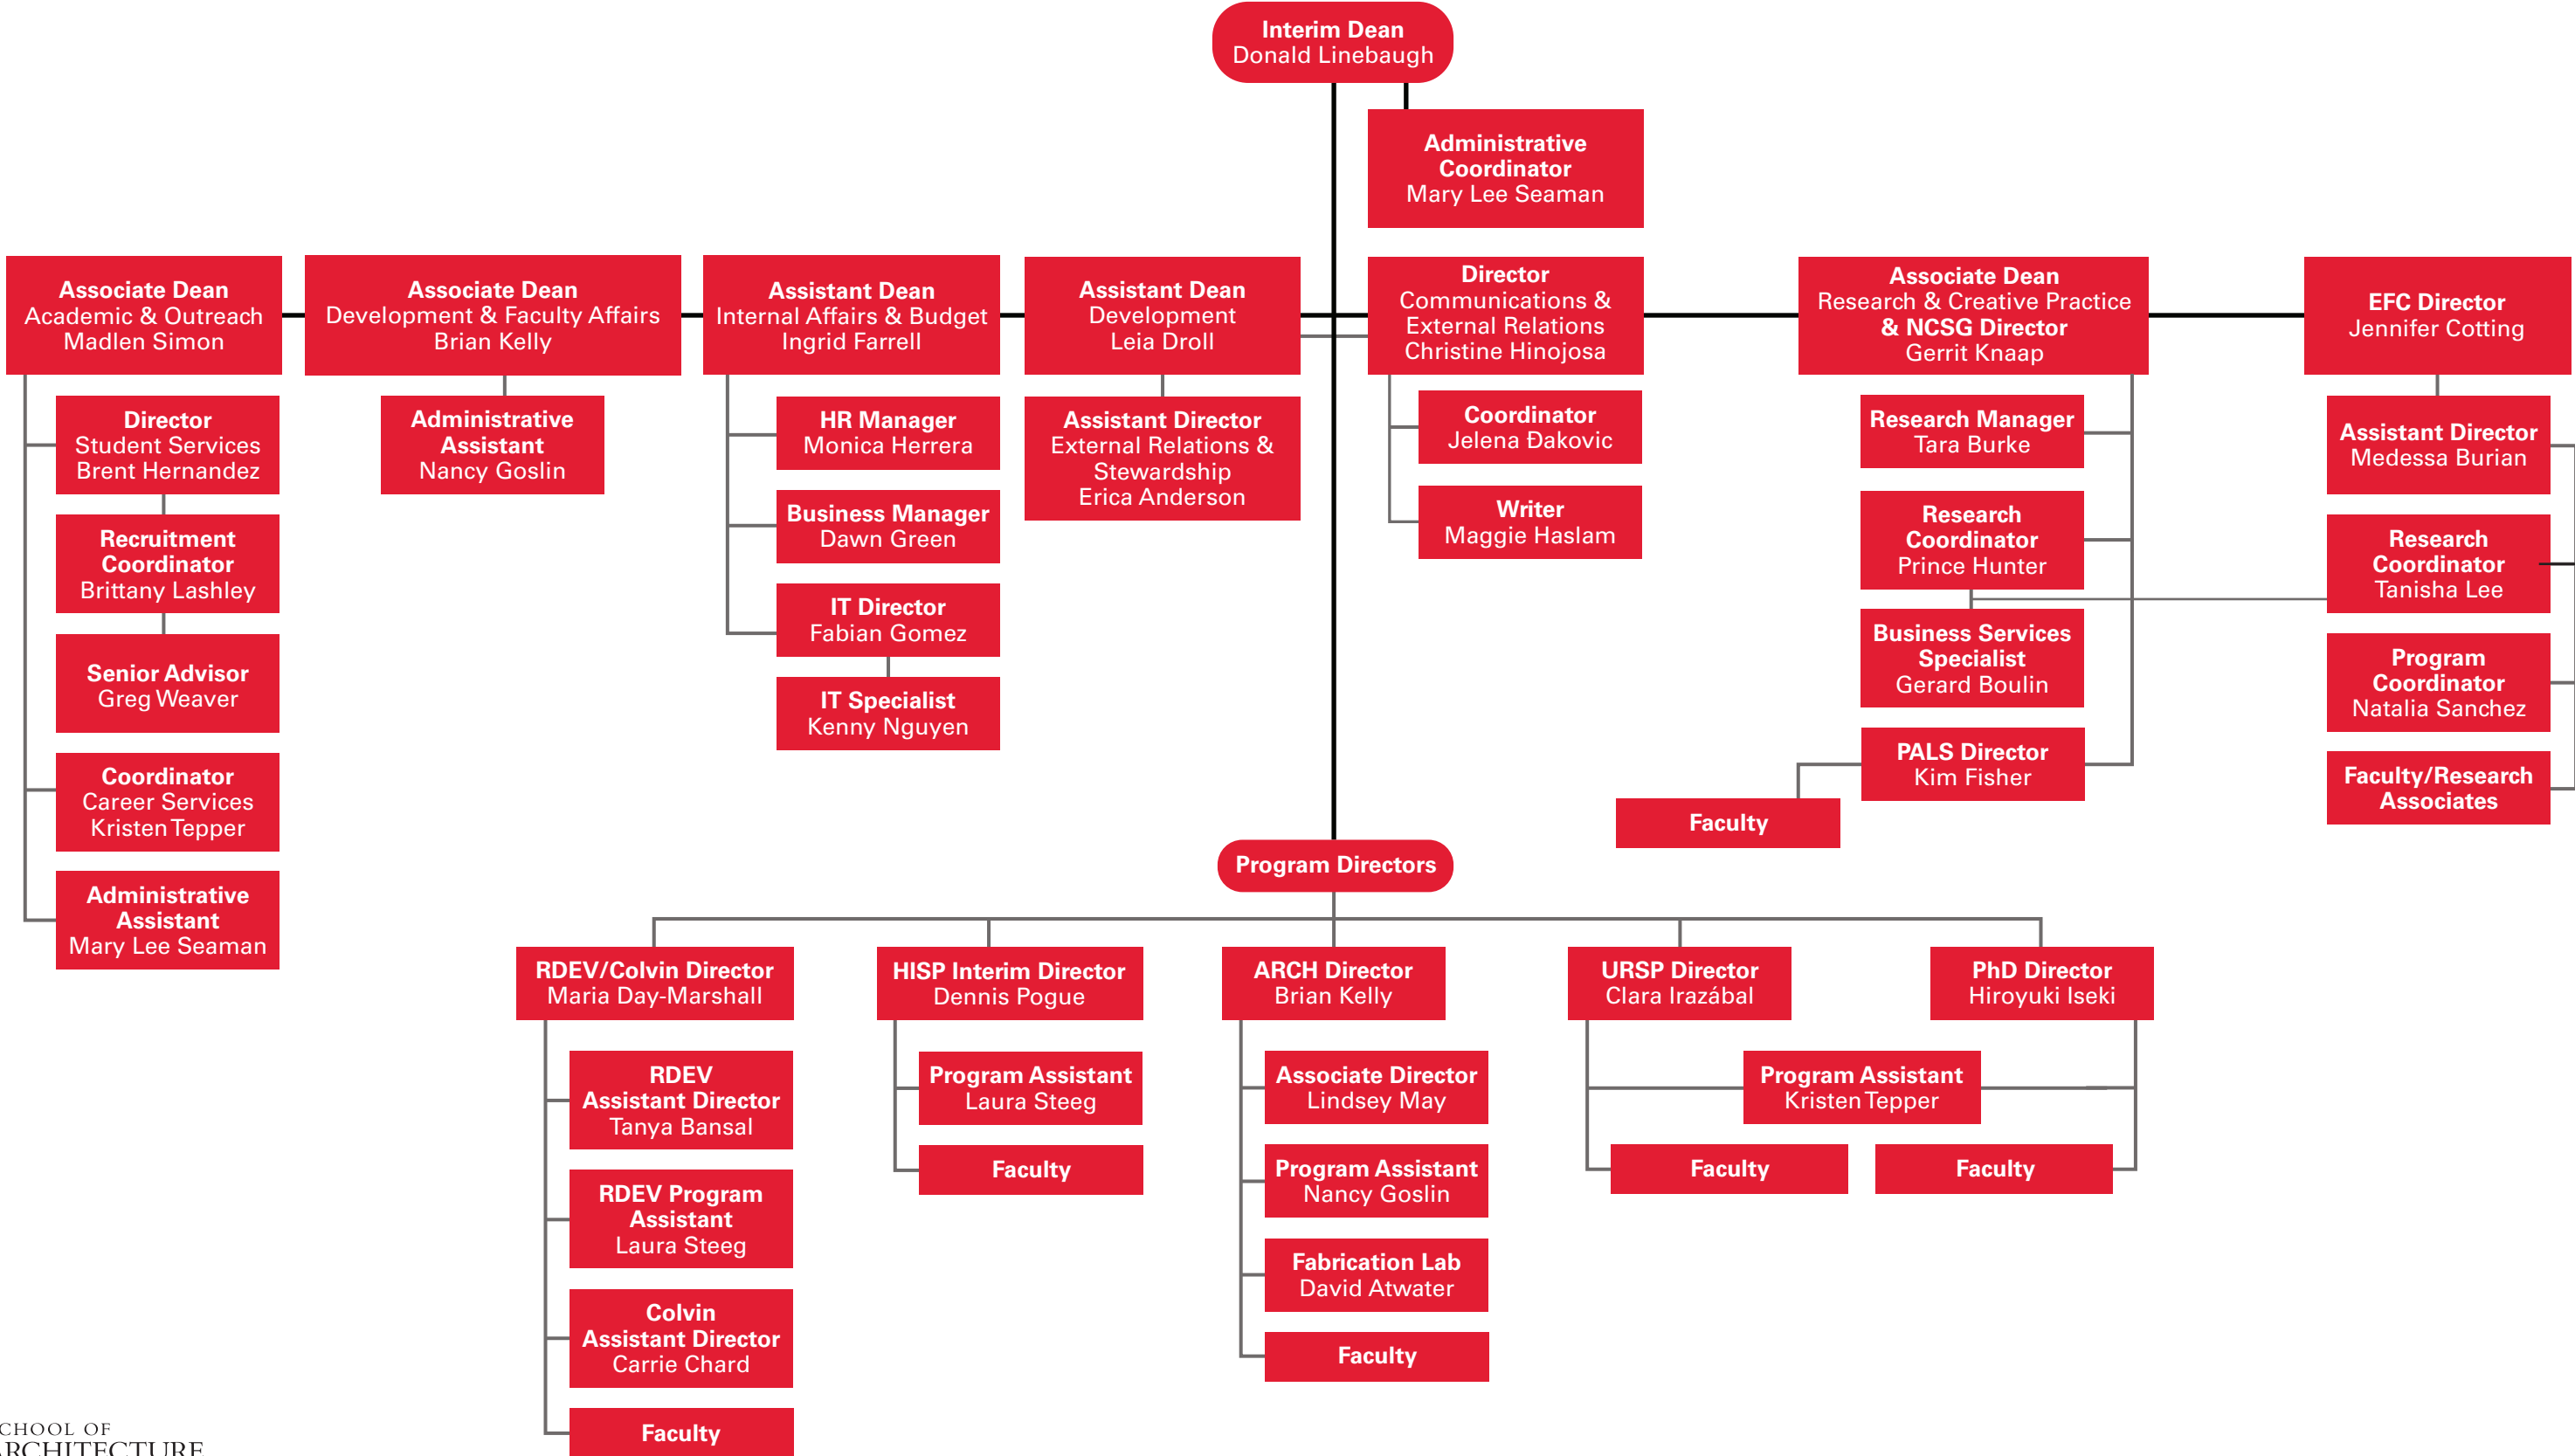 Interim Dean
Donald Linebaugh
Administrative
Coordinator
Mary Lee Seaman
Associate Dean
Academic & Outreach
Madlen Simon
Associate Dean
Development & Faculty Affairs
Brian Kelly
Assistant Dean
Internal Affairs & Budget
Ingrid Farrell
Assistant Dean
Development
Leia Droll
Director
Communications &
External Relations
Christine Hinojosa
Associate Dean
Research & Creative Practice
& NCSG Director
Gerrit Knaap
EFC Director
Jennifer Cotting
Director
Student Services
Brent Hernandez
Recruitment
Coordinator
Brittany Lashley
Senior Advisor
Greg Weaver
Coordinator
Career Services
Kristen Tepper
Administrative
Assistant
Mary Lee Seaman
Administrative
Assistant
Nancy Goslin
HR Manager
Monica Herrera
Business Manager
Dawn Green
IT Director
Fabian Gomez
IT Specialist
Kenny Nguyen
Assistant Director
External Relations &
Stewardship
Erica Anderson
Coordinator
Jelena Đakovic
Writer
Maggie Haslam
Research Manager
Tara Burke
Research
Coordinator
Prince Hunter
Business Services
Specialist
Gerard Boulin
PALS Director
Kim Fisher
Faculty
Assistant Director
Medessa Burian
Research
Coordinator
Tanisha Lee
Program
Coordinator
Natalia Sanchez
Faculty/Research
Associates
Program Directors
RDEV/Colvin Director
Maria Day-Marshall
RDEV
Assistant Director
Tanya Bansal
RDEV Program
Assistant
Laura Steeg
Colvin
Assistant Director
Carrie Chard
Faculty
HISP Interim Director
Dennis Pogue
Program Assistant
Laura Steeg
Faculty
ARCH Director
Brian Kelly
Associate Director
Lindsey May
Program Assistant
Nancy Goslin
Fabrication Lab
David Atwater
Faculty
URSP Director
Clara Irazábal
PhD Director
Hiroyuki Iseki
Program Assistant
Kristen Tepper
Faculty
Faculty
CHOOL OF
ARCHITECTURE